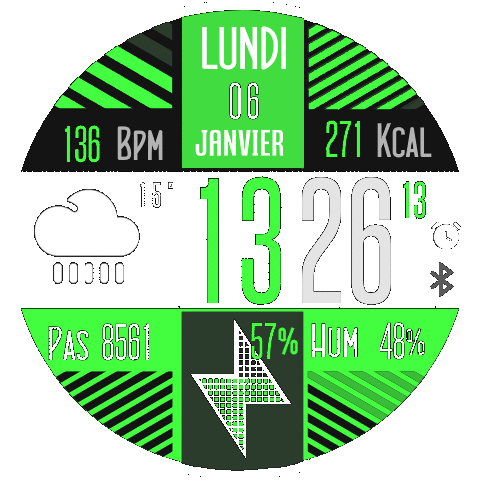 LUNDI
06
JANVIER
136 BPM
271 KCAL
15°
13 26 13
PAS 8561
57%
HUM 48%